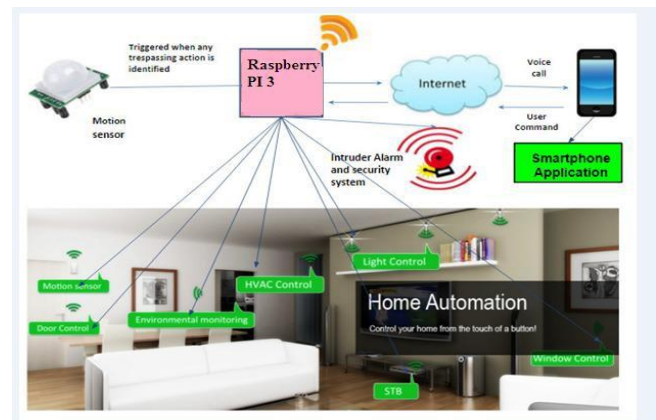 Triggered when any
trespassing action is
identified
Raspberry
PI 3
Internet
Voice
call
User
Command
Motion
sensor
Intruder Alarm
and security
system
Smartphone
Application
Light Control
HVAC Control
Motion sensor
Environmental monitoring
Door Control
Home Automation
Control your home from the touch of a button!
Window Control
STB